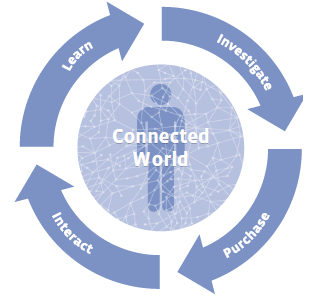 Learn
Investigate
Connected
World
Interact
Purchase